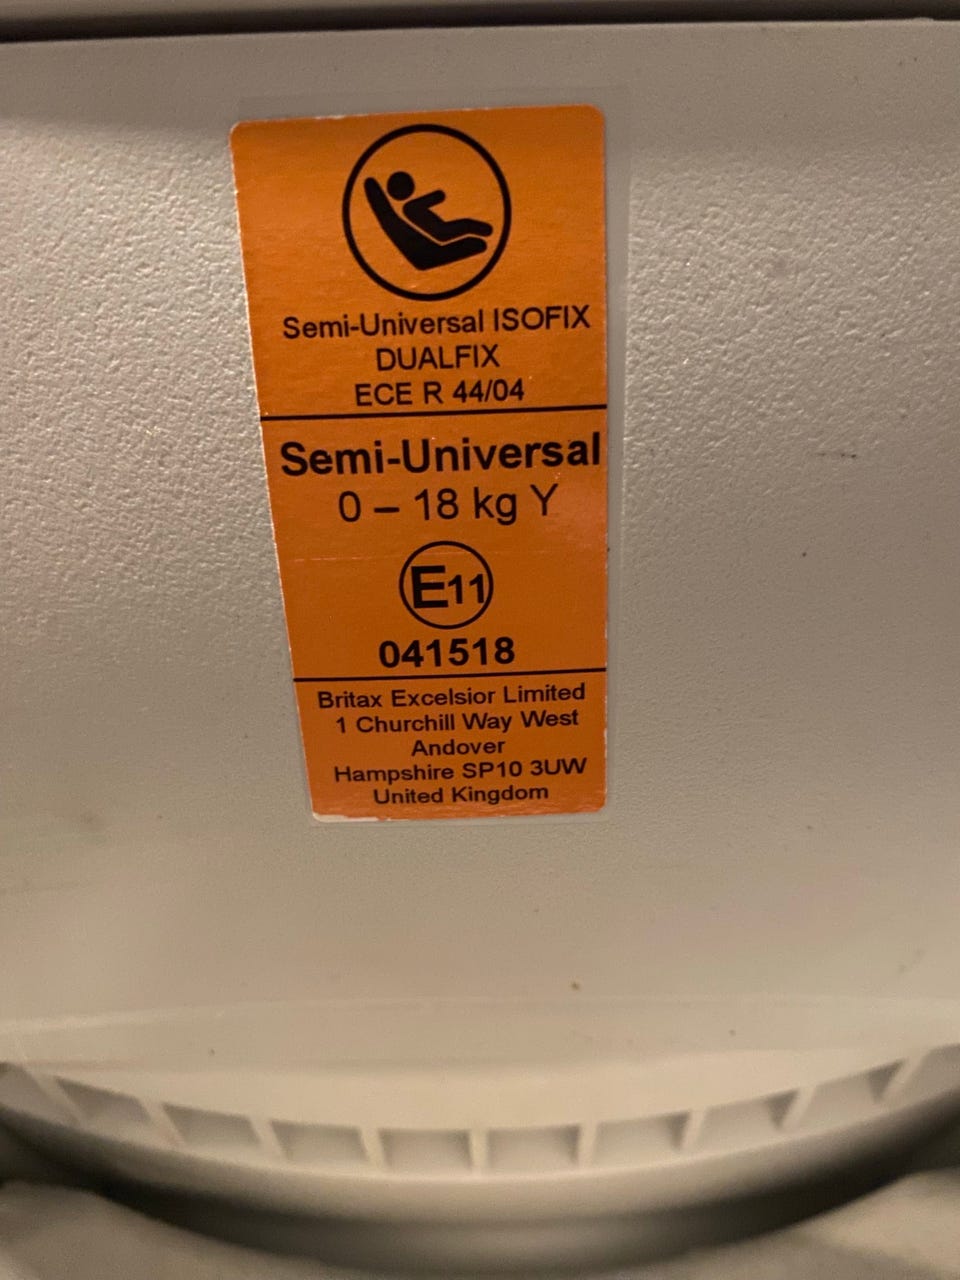 Semi-Universal ISOFIX
DUALFIX
ECE R 44/04
Semi-Universal
0 – 18 kg Y
E11
041518
Britax Excelsior Limited
1 Churchill Way West
Andover
Hampshire SP10 3UW
United Kingdom